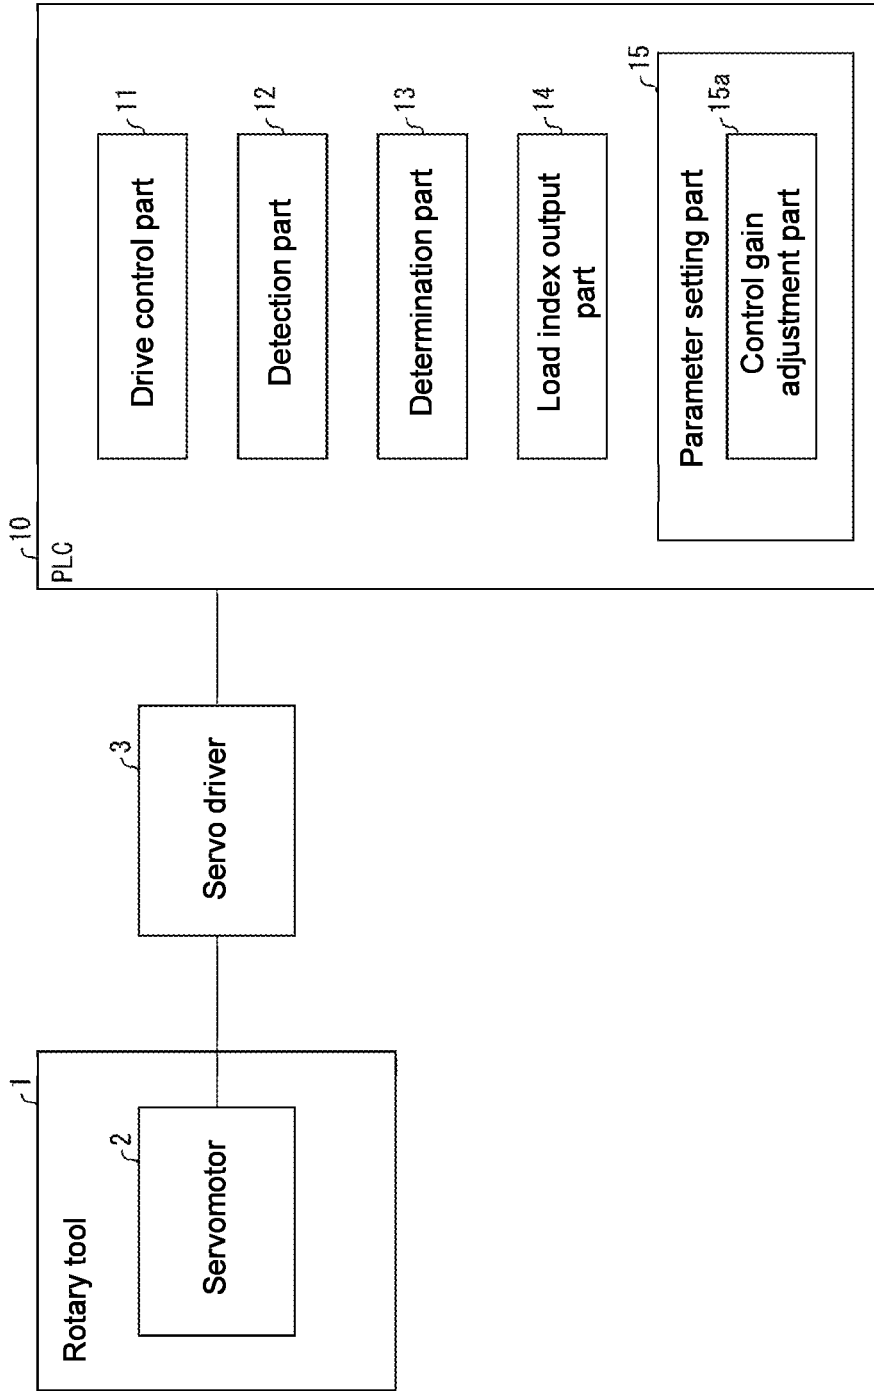 1
Rotary tool
2
Servomotor
3
Servo driver
10
PLC
11
Drive control part
12
Detection part
13
Determination part
14
Load index output
part
15
Parameter setting part
15a
Control gain
adjustment part